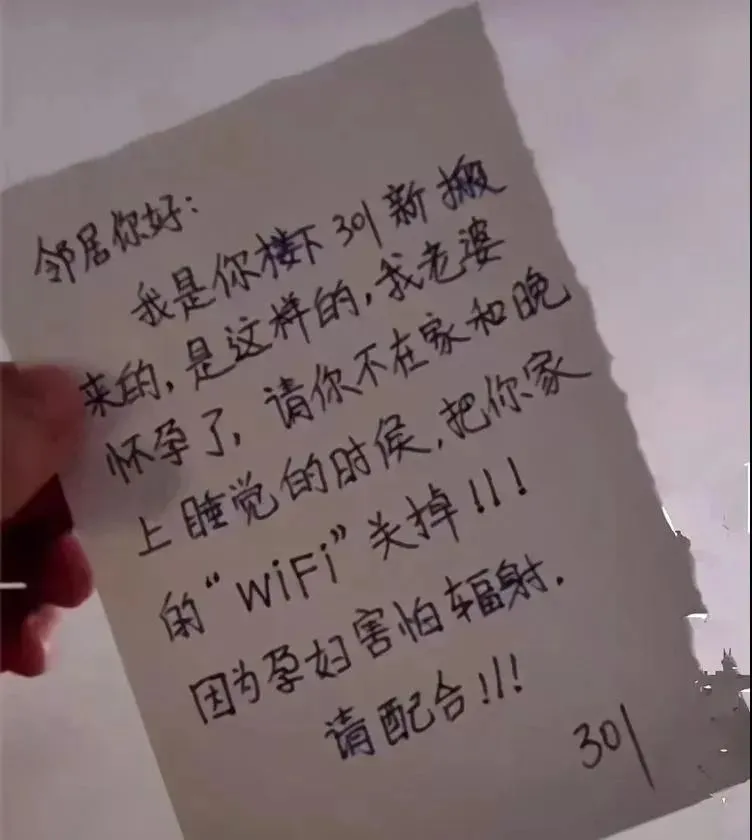 邻居你好：
我是你楼下301新搬
来的，是这样的，我老婆
怀孕了，请你不在家和晚
上睡觉的时候，把你家
的“WiFi”关掉!!!
因为孕妇害怕辐射．
请配合!!!
301